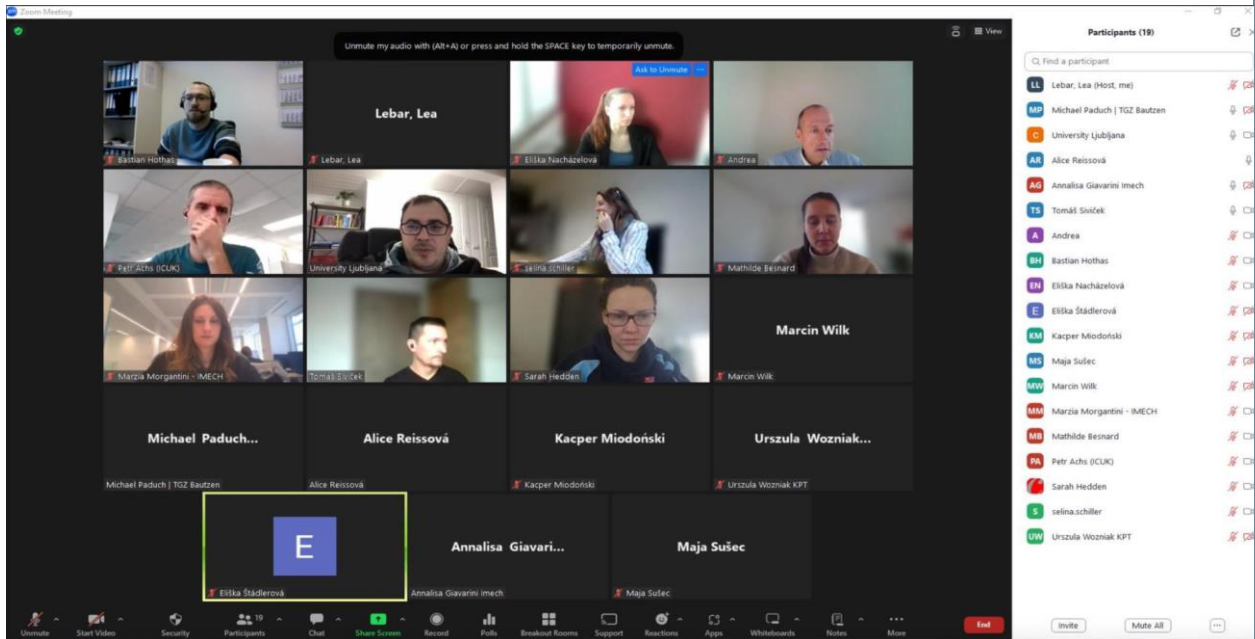 Zoom Meeting
Unmute my audio with (Alt+A) or press and hold the SPACE key to temporarily unmute.
View
Ask to Unmute
Bastian Hothas
Lebar, Lea
Lebar, Lea
Eliška Nacházelová
Andrea
Petr Achs (ICUK)
University Ljubljana
selina.schiller
Mathilde Besnard
Marzia Morgantini - IMECH
Tomáš Sivíček
Sarah Hedden
Marcin Wilk
Marcin Wilk
Michael Paduch...
Michael Paduch | TGZ Bautzen
Alice Reissová
Alice Reissová
Kacper Miodoński
Kacper Miodoński
Urszula Wozniak...
Urszula Wozniak KPT
E
Eliška Štádlerová
Annalisa Giavari...
Annalisa Giavarini Imech
Maja Sušec
Maja Sušec
Unmute
Start Video
Security
19
Participants
Chat
Share Screen
Record
Polls
Breakout Rooms
Support
Reactions
Apps
Whiteboards
Notes
More
End
Participants (19)
Find a participant
LL Lebar, Lea (Host, me)
MP Michael Paduch | TGZ Bautzen
C University Ljubljana
AR Alice Reissová
AG Annalisa Giavarini Imech
TS Tomáš Sivíček
A Andrea
BH Bastian Hothas
EN Eliška Nacházelová
E Eliška Štádlerová
KM Kacper Miodoński
MS Maja Sušec
MW Marcin Wilk
MM Marzia Morgantini - IMECH
MB Mathilde Besnard
PA Petr Achs (ICUK)
Sarah Hedden
S selina.schiller
UW Urszula Wozniak KPT
Invite
Mute All